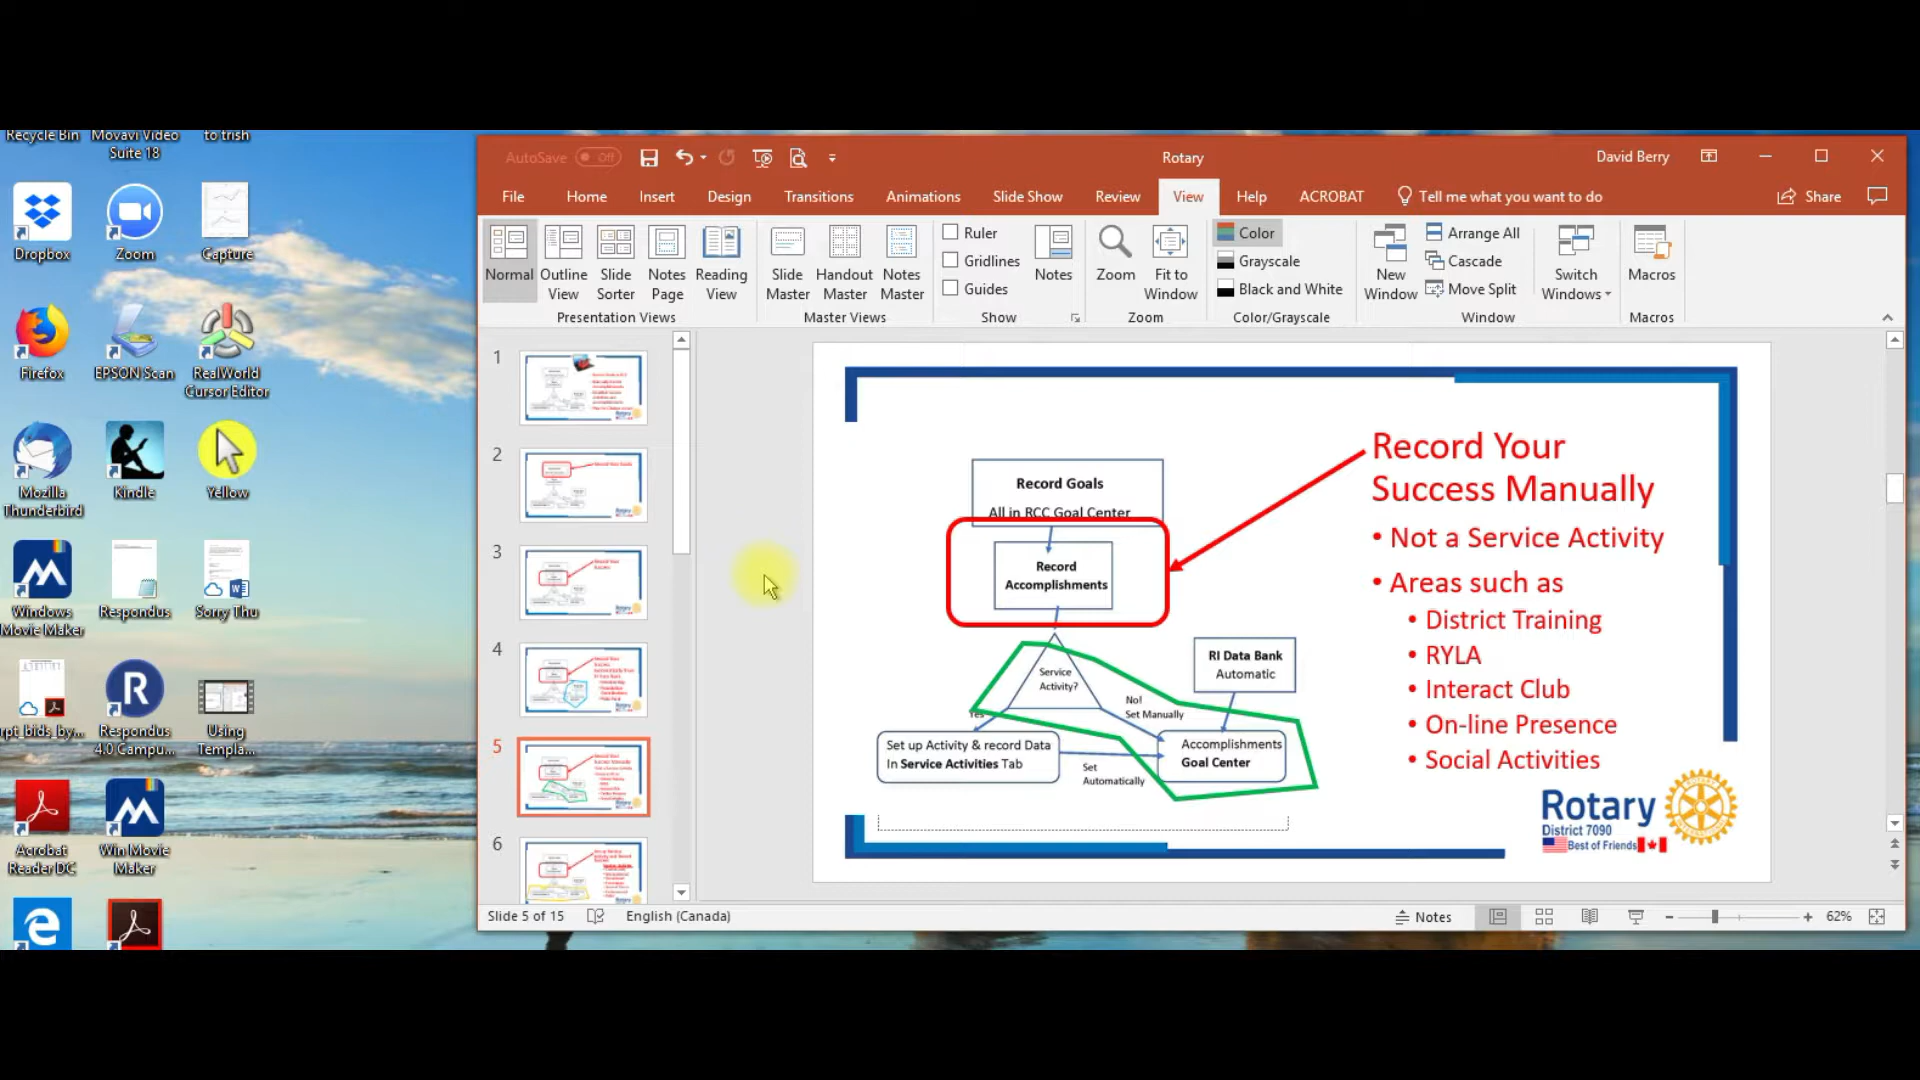 Recycle Bin
Movavi Video
Suite 18
to trish
Dropbox
Zoom
Capture
Firefox
EPSON Scan
RealWorld
Cursor Editor
Mozilla
Thunderbird
Kindle
Yellow
Windows
Movie Maker
Respondus
Sorry Thu
rpt_bids_by...
Respondus
4.0 Campu...
Using
Templa...
Acrobat
Reader DC
Win Movie
Maker
AutoSave Off
Rotary
David Berry
File Home Insert Design Transitions Animations Slide Show Review View Help ACROBAT Tell me what you want to do Share
Normal
Outline
View
Slide
Sorter
Notes
Page
Reading
View
Presentation Views
Slide
Master
Handout
Master
Notes
Master
Master Views
Ruler
Gridlines
Guides
Show
Notes
Zoom
Fit to
Window
Zoom
Color
Grayscale
Black and White
Color/Grayscale
New
Window
Arrange All
Cascade
Move Split
Switch
Windows
Window
Macros
Macros
1
2
3
4
5
6
Record Goals
All in RCC Goal Center
Record
Accomplishments
Service
Activity?
RI Data Bank
Automatic
Yes
No!
Set Manually
Set up Activity & record Data
In Service Activities Tab
Set
Automatically
Accomplishments
Goal Center
Record Your
Success Manually
• Not a Service Activity
• Areas such as
• District Training
• RYLA
• Interact Club
• On-line Presence
• Social Activities
Rotary
District 7090
Best of Friends
Slide 5 of 15
English (Canada)
Notes
62%